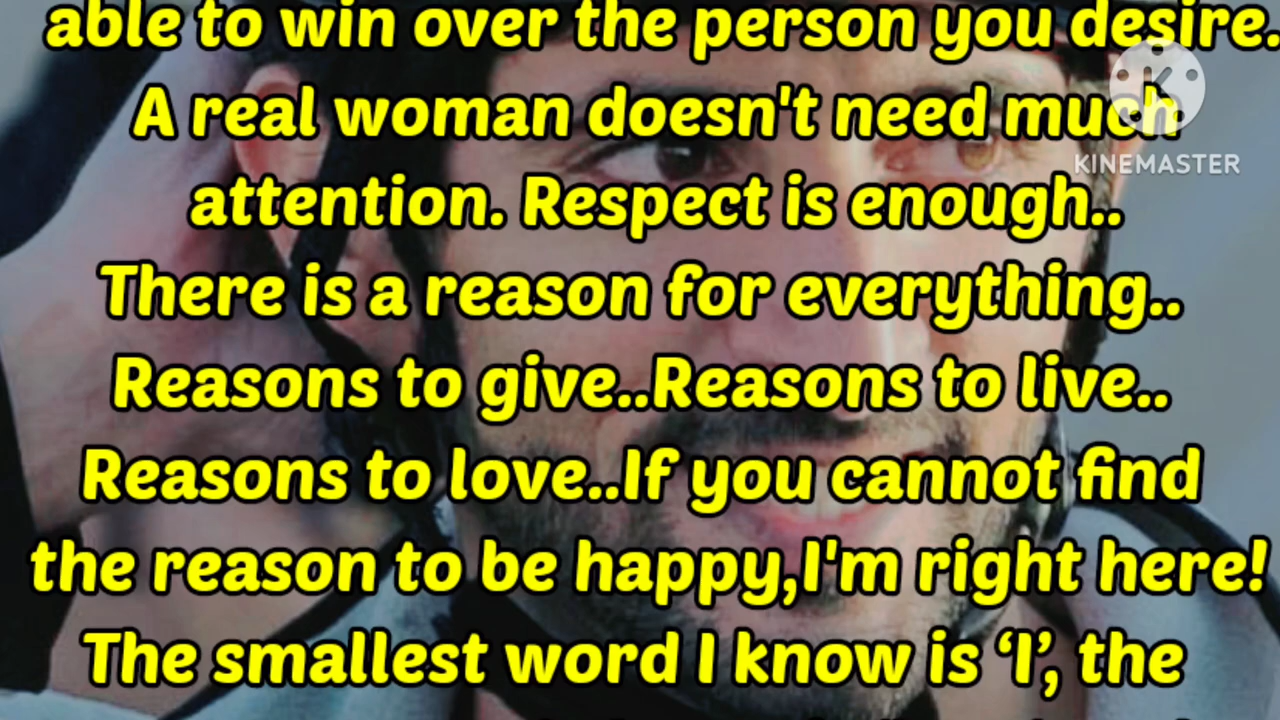 able to win over the person you desire.
A real woman doesn't need much
KINEMASTER
attention. Respect is enough..
There is a reason for everything..
Reasons to give..Reasons to live..
Reasons to love..If you cannot find
the reason to be happy,I'm right here!
The smallest word I know is ‘I’, the